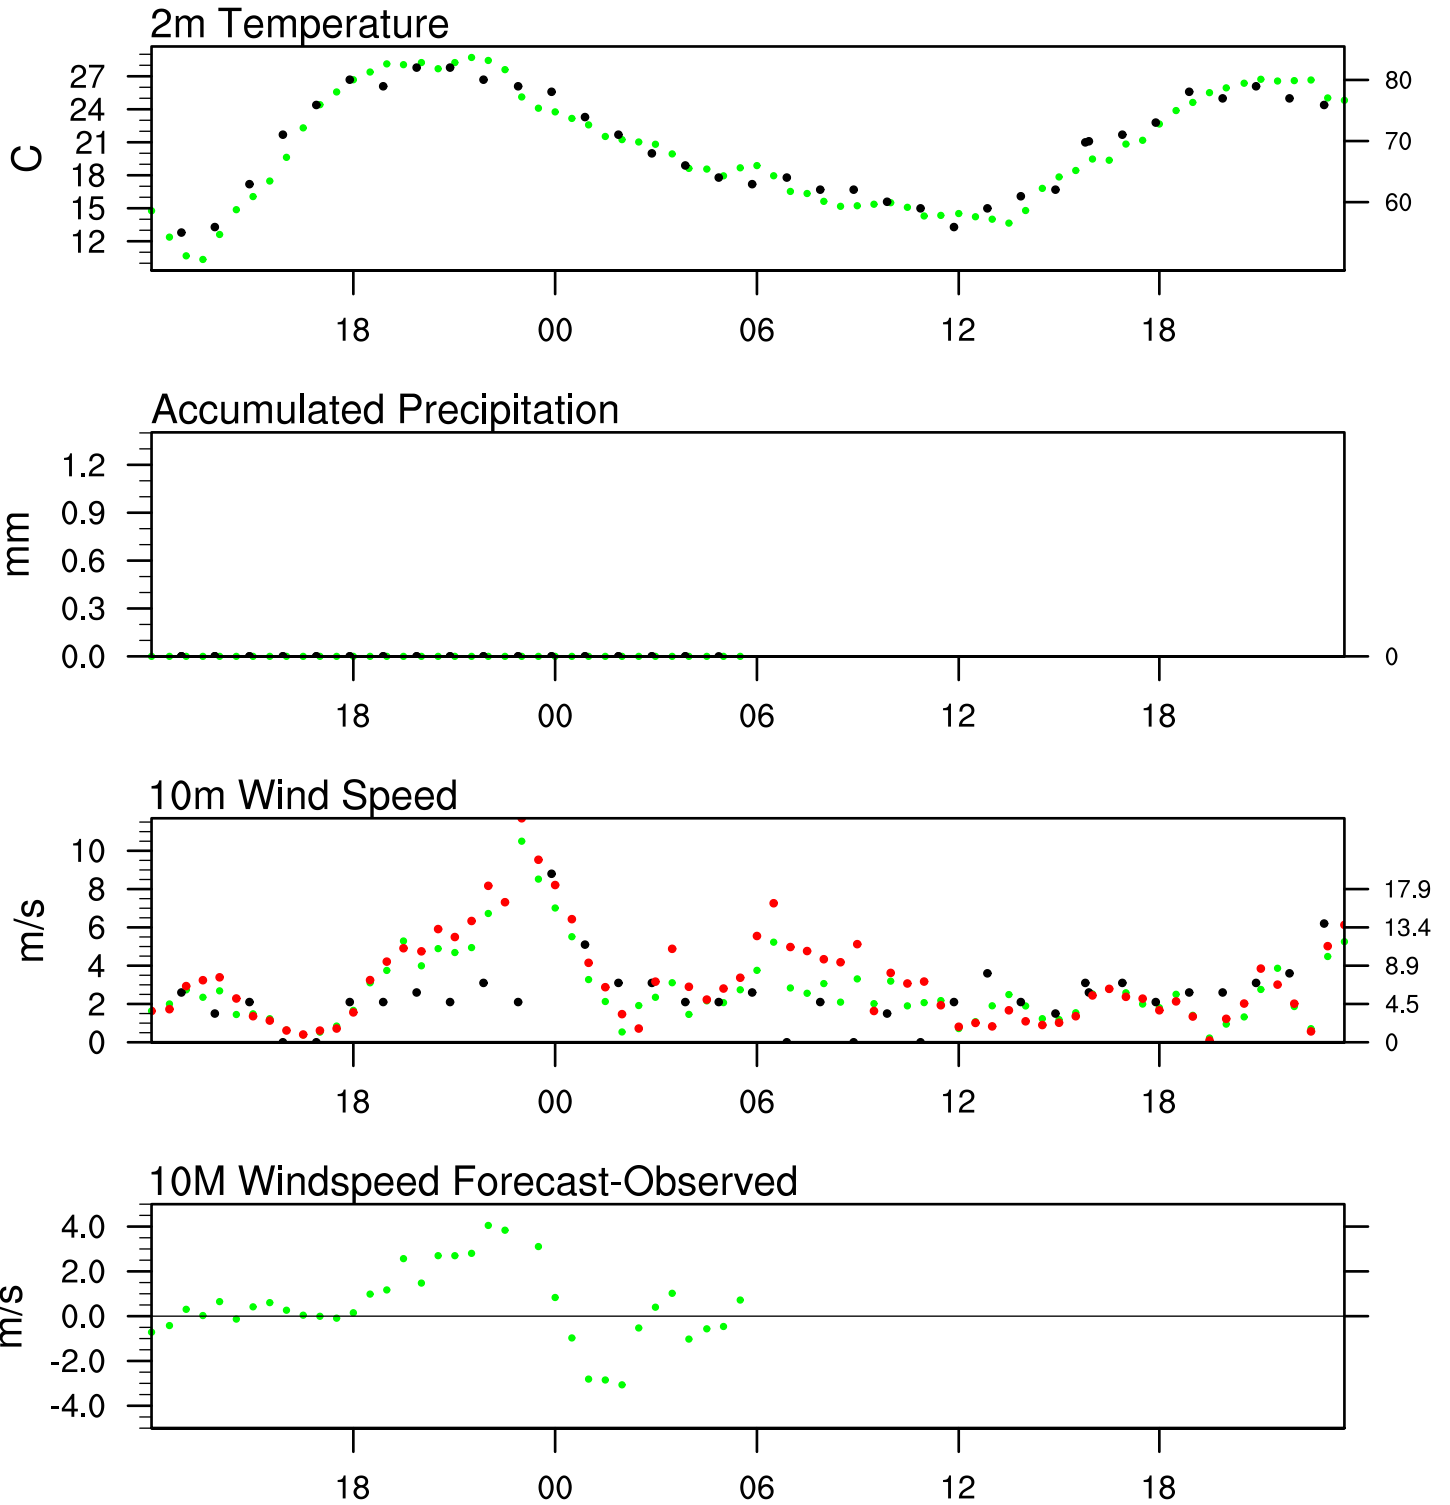 2m Temperature
27
24
21
18
15
12
C
80
70
60
18 00 06 12 18
Accumulated Precipitation
1.2
0.9
0.6
0.3
0.0
mm
0
18 00 06 12 18
10m Wind Speed
10
8
6
4
2
0
m/s
17.9
13.4
8.9
4.5
0
18 00 06 12 18
10M Windspeed Forecast-Observed
4.0
2.0
0.0
-2.0
-4.0
m/s
18 00 06 12 18